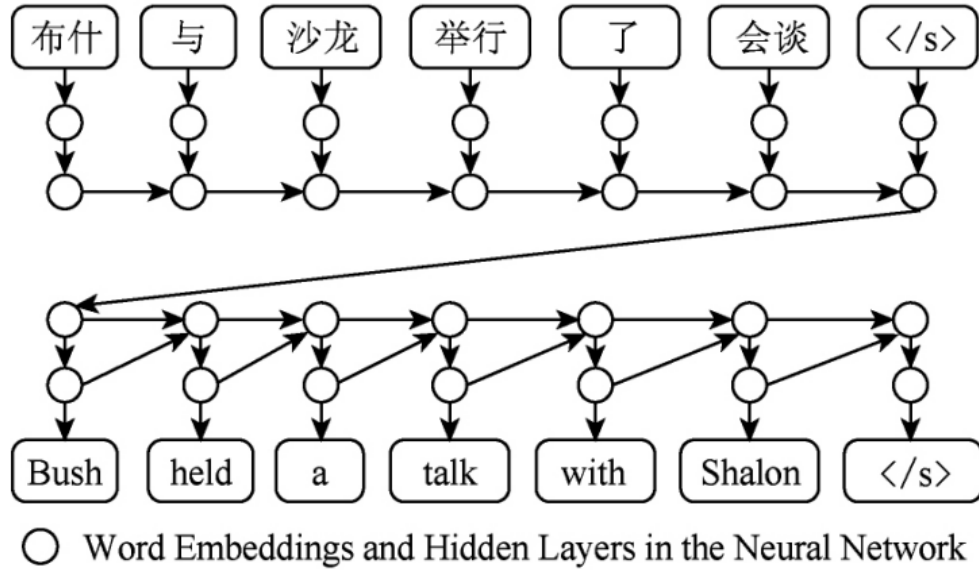 布什 与 沙龙 举行 了 会谈 </s>
Bush held a talk with Shalon </s>
Word Embeddings and Hidden Layers in the Neural Network